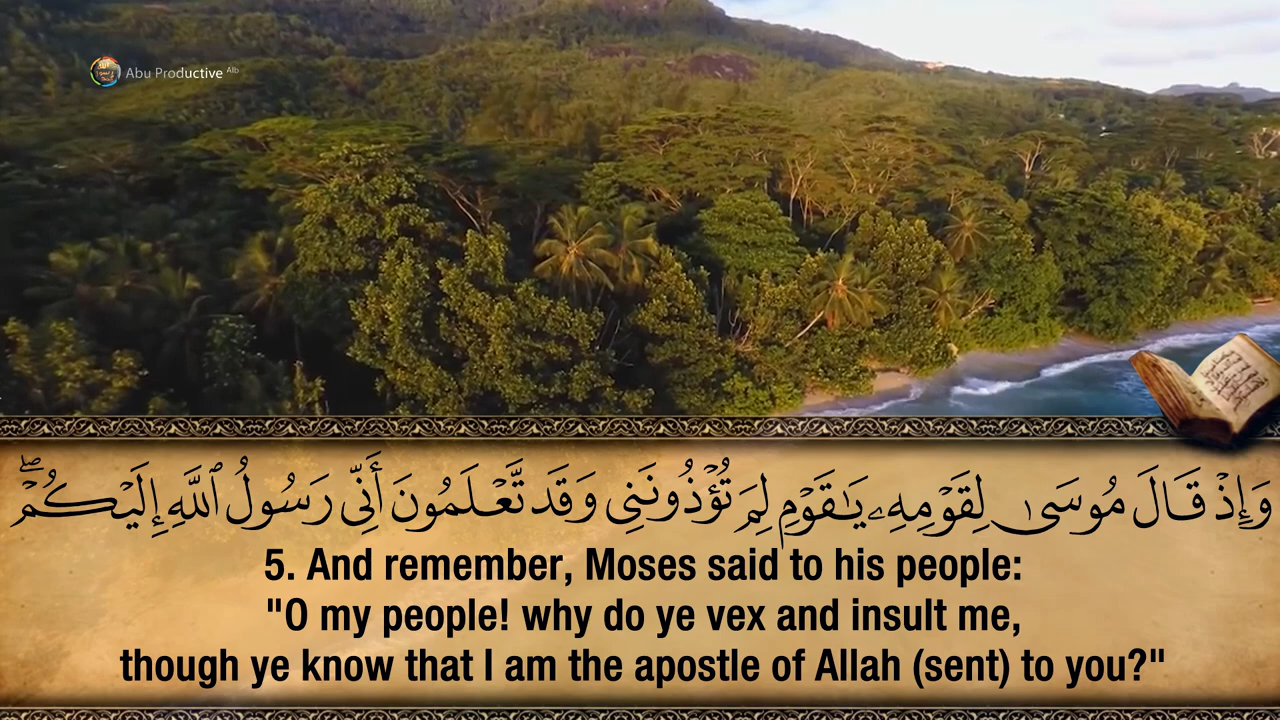 Abu Productive Alb
وَإِذْ قَالَ مُوسَىٰ لِقَوْمِهِۦ يَـٰقَوْمِ لِمَ تُؤْذُونَنِى وَقَد تَّعْلَمُونَ أَنِّى رَسُولُ ٱللَّهِ إِلَيْكُمْ ۖ
5. And remember, Moses said to his people:
"O my people! why do ye vex and insult me,
though ye know that I am the apostle of Allah (sent) to you?"